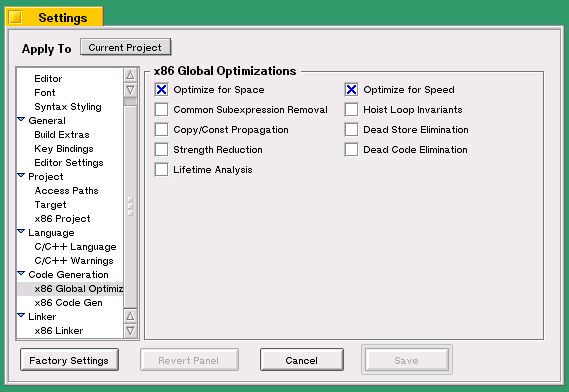 Settings
Apply To Current Project
Editor
Font
Syntax Styling
General
Build Extras
Key Bindings
Editor Settings
Project
Access Paths
Target
x86 Project
Language
C/C++ Language
C/C++ Warnings
Code Generation
x86 Global Optimiz
x86 Code Gen
Linker
x86 Linker
x86 Global Optimizations
Optimize for Space Optimize for Speed
Common Subexpression Removal Hoist Loop Invariants
Copy/Const Propagation Dead Store Elimination
Strength Reduction Dead Code Elimination
Lifetime Analysis
Factory Settings Revert Panel Cancel Save